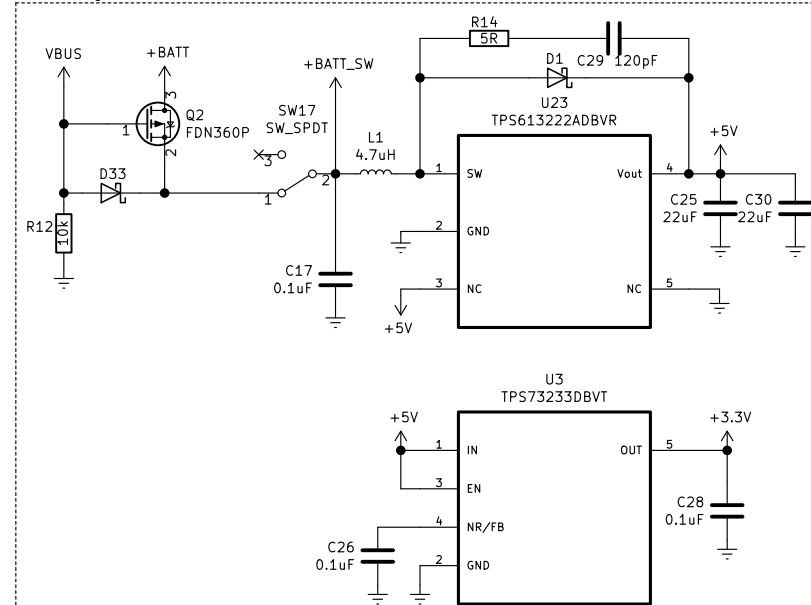 R14
5R
C29 120pF
D1
VBUS
+BATT
+BATT_SW
3
Q2
FDN360P
1
2
SW17
SW_SPDT
3
2
1
L1
4.7uH
U23
TPS613222ADBVR
1 SW
Vout 4
+5V
D33
R12
10k
C25
22uF
C30
22uF
2 GND
C17
0.1uF
3 NC
NC 5
+5V
U3
TPS73233DBVT
+5V
+3.3V
1 IN
OUT 5
3 EN
C28
0.1uF
4 NR/FB
C26
0.1uF
2 GND